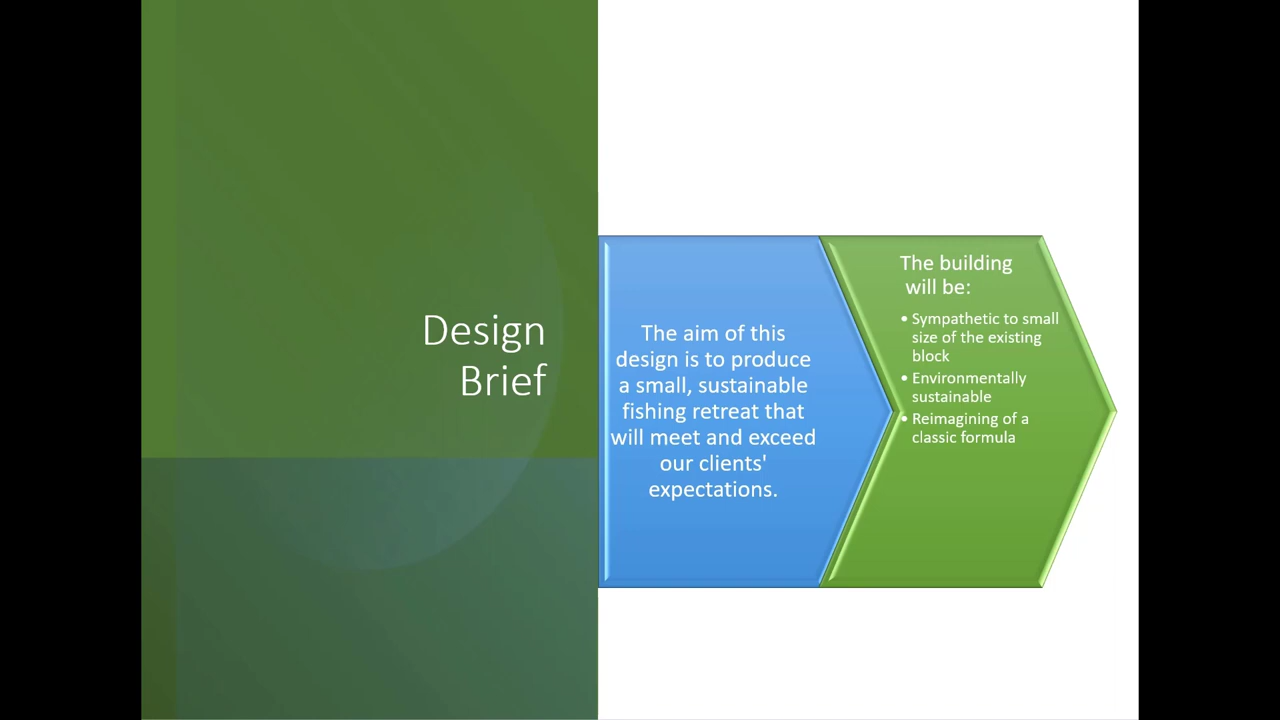 Design
Brief
The aim of this
design is to produce
a small, sustainable
fishing retreat that
will meet and exceed
our clients'
expectations.
The building
will be:
• Sympathetic to small
size of the existing
block
• Environmentally
sustainable
• Reimagining of a
classic formula